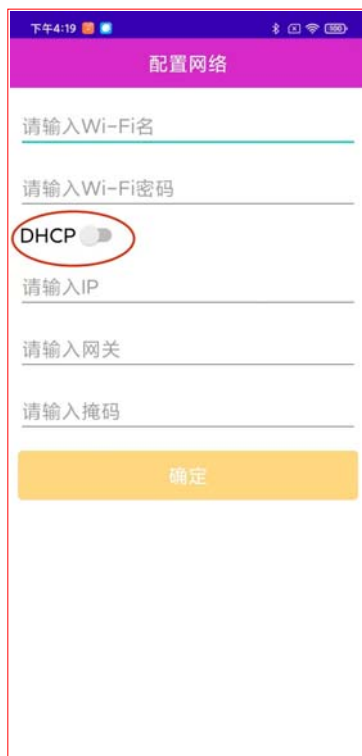 下午4:19
100
配置网络
请输入Wi-Fi名
请输入Wi-Fi密码
DHCP
请输入IP
请输入网关
请输入掩码
确定